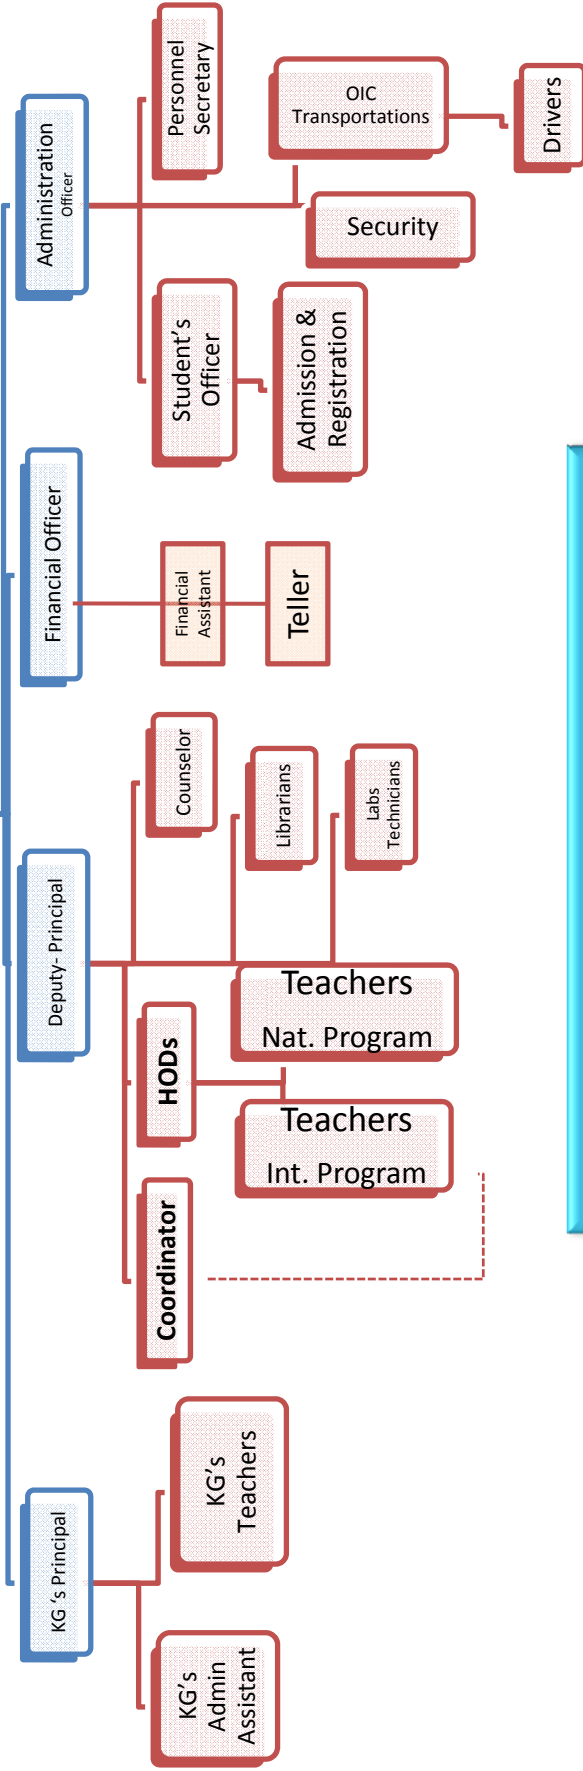 KG 's Principal
Deputy- Principal
Financial Officer
Administration
Officer
KG's
Admin
Assistant
KG's
Teachers
Coordinator
HODs
Teachers
Int. Program
Teachers
Nat. Program
Counselor
Librarians
Labs
Technicians
Financial
Assistant
Teller
Student's
Officer
Admission &
Registration
Personnel
Secretary
Security
OIC
Transportations
Drivers